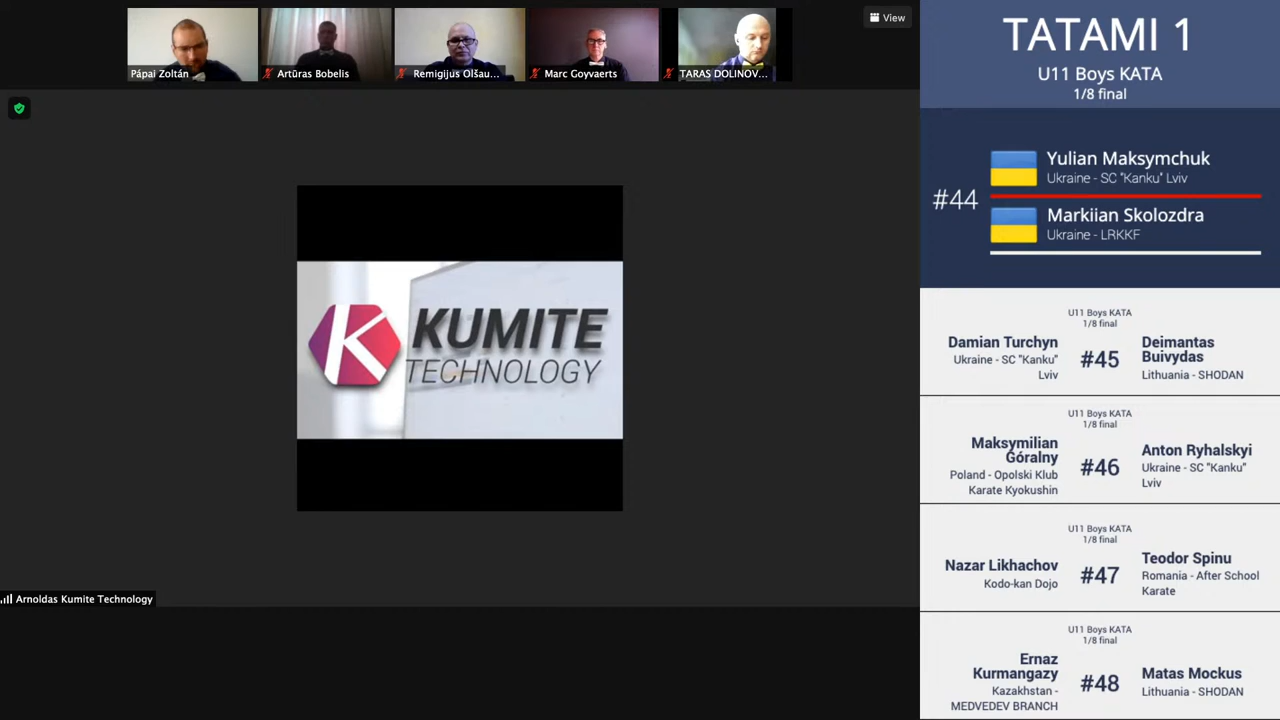 Pápai Zoltán
Artūras Bobelis
Remigijus Olšau...
Marc Goyvaerts
TARAS DOLINOV...
View
KUMITE
TECHNOLOGY
Arnoldas Kumite Technology
TATAMI 1
U11 Boys KATA
1/8 final
#44
Yulian Maksymchuk
Ukraine - SC "Kanku" Lviv
Markiian Skolozdra
Ukraine - LRKKF
U11 Boys KATA
1/8 final
Damian Turchyn
Ukraine - SC "Kanku"
Lviv
#45
Deimantas
Buivydas
Lithuania - SHODAN
U11 Boys KATA
1/8 final
Maksymilian
Góralny
Poland - Opolski Klub
Karate Kyokushin
#46
Anton Ryhalskyi
Ukraine - SC "Kanku"
Lviv
U11 Boys KATA
1/8 final
Nazar Likhachov
Kodo-kan Dojo
#47
Teodor Spinu
Romania - After School
Karate
U11 Boys KATA
1/8 final
Ernaz
Kurmangazy
Kazakhstan -
MEDVEDEV BRANCH
#48
Matas Mockus
Lithuania - SHODAN